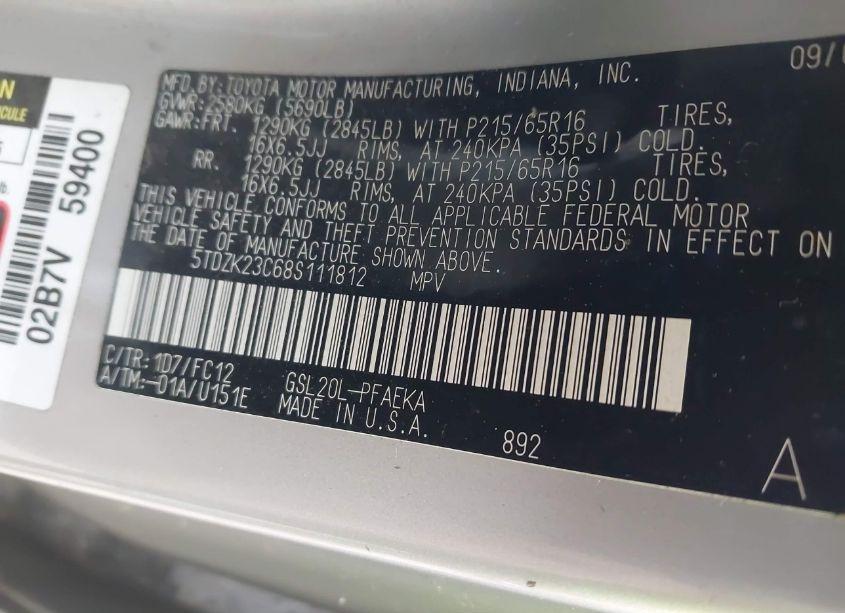 09/
MFD.BY:TOYOTA MOTOR MANUFACTURING, INDIANA, INC.
GVWR:2580KG (5690LB)
GAWR:FRT. 1290KG (2845LB) WITH P215/65R16 TIRES,
16X6.5JJ RIMS, AT 240KPA (35PSI) COLD.
RR. 1290KG (2845LB) WITH P215/65R16 TIRES,
16X6.5JJ RIMS, AT 240KPA (35PSI) COLD.
THIS VEHICLE CONFORMS TO ALL APPLICABLE FEDERAL MOTOR
VEHICLE SAFETY AND THEFT PREVENTION STANDARDS IN EFFECT ON
THE DATE OF MANUFACTURE SHOWN ABOVE.
5TDZK23C68S111812 MPV
C/TR: 1D7/FC12
A/TM:-01A/U151E
GSL20L-PFAEKA
MADE IN U.S.A.
892
A
02B7V 59400